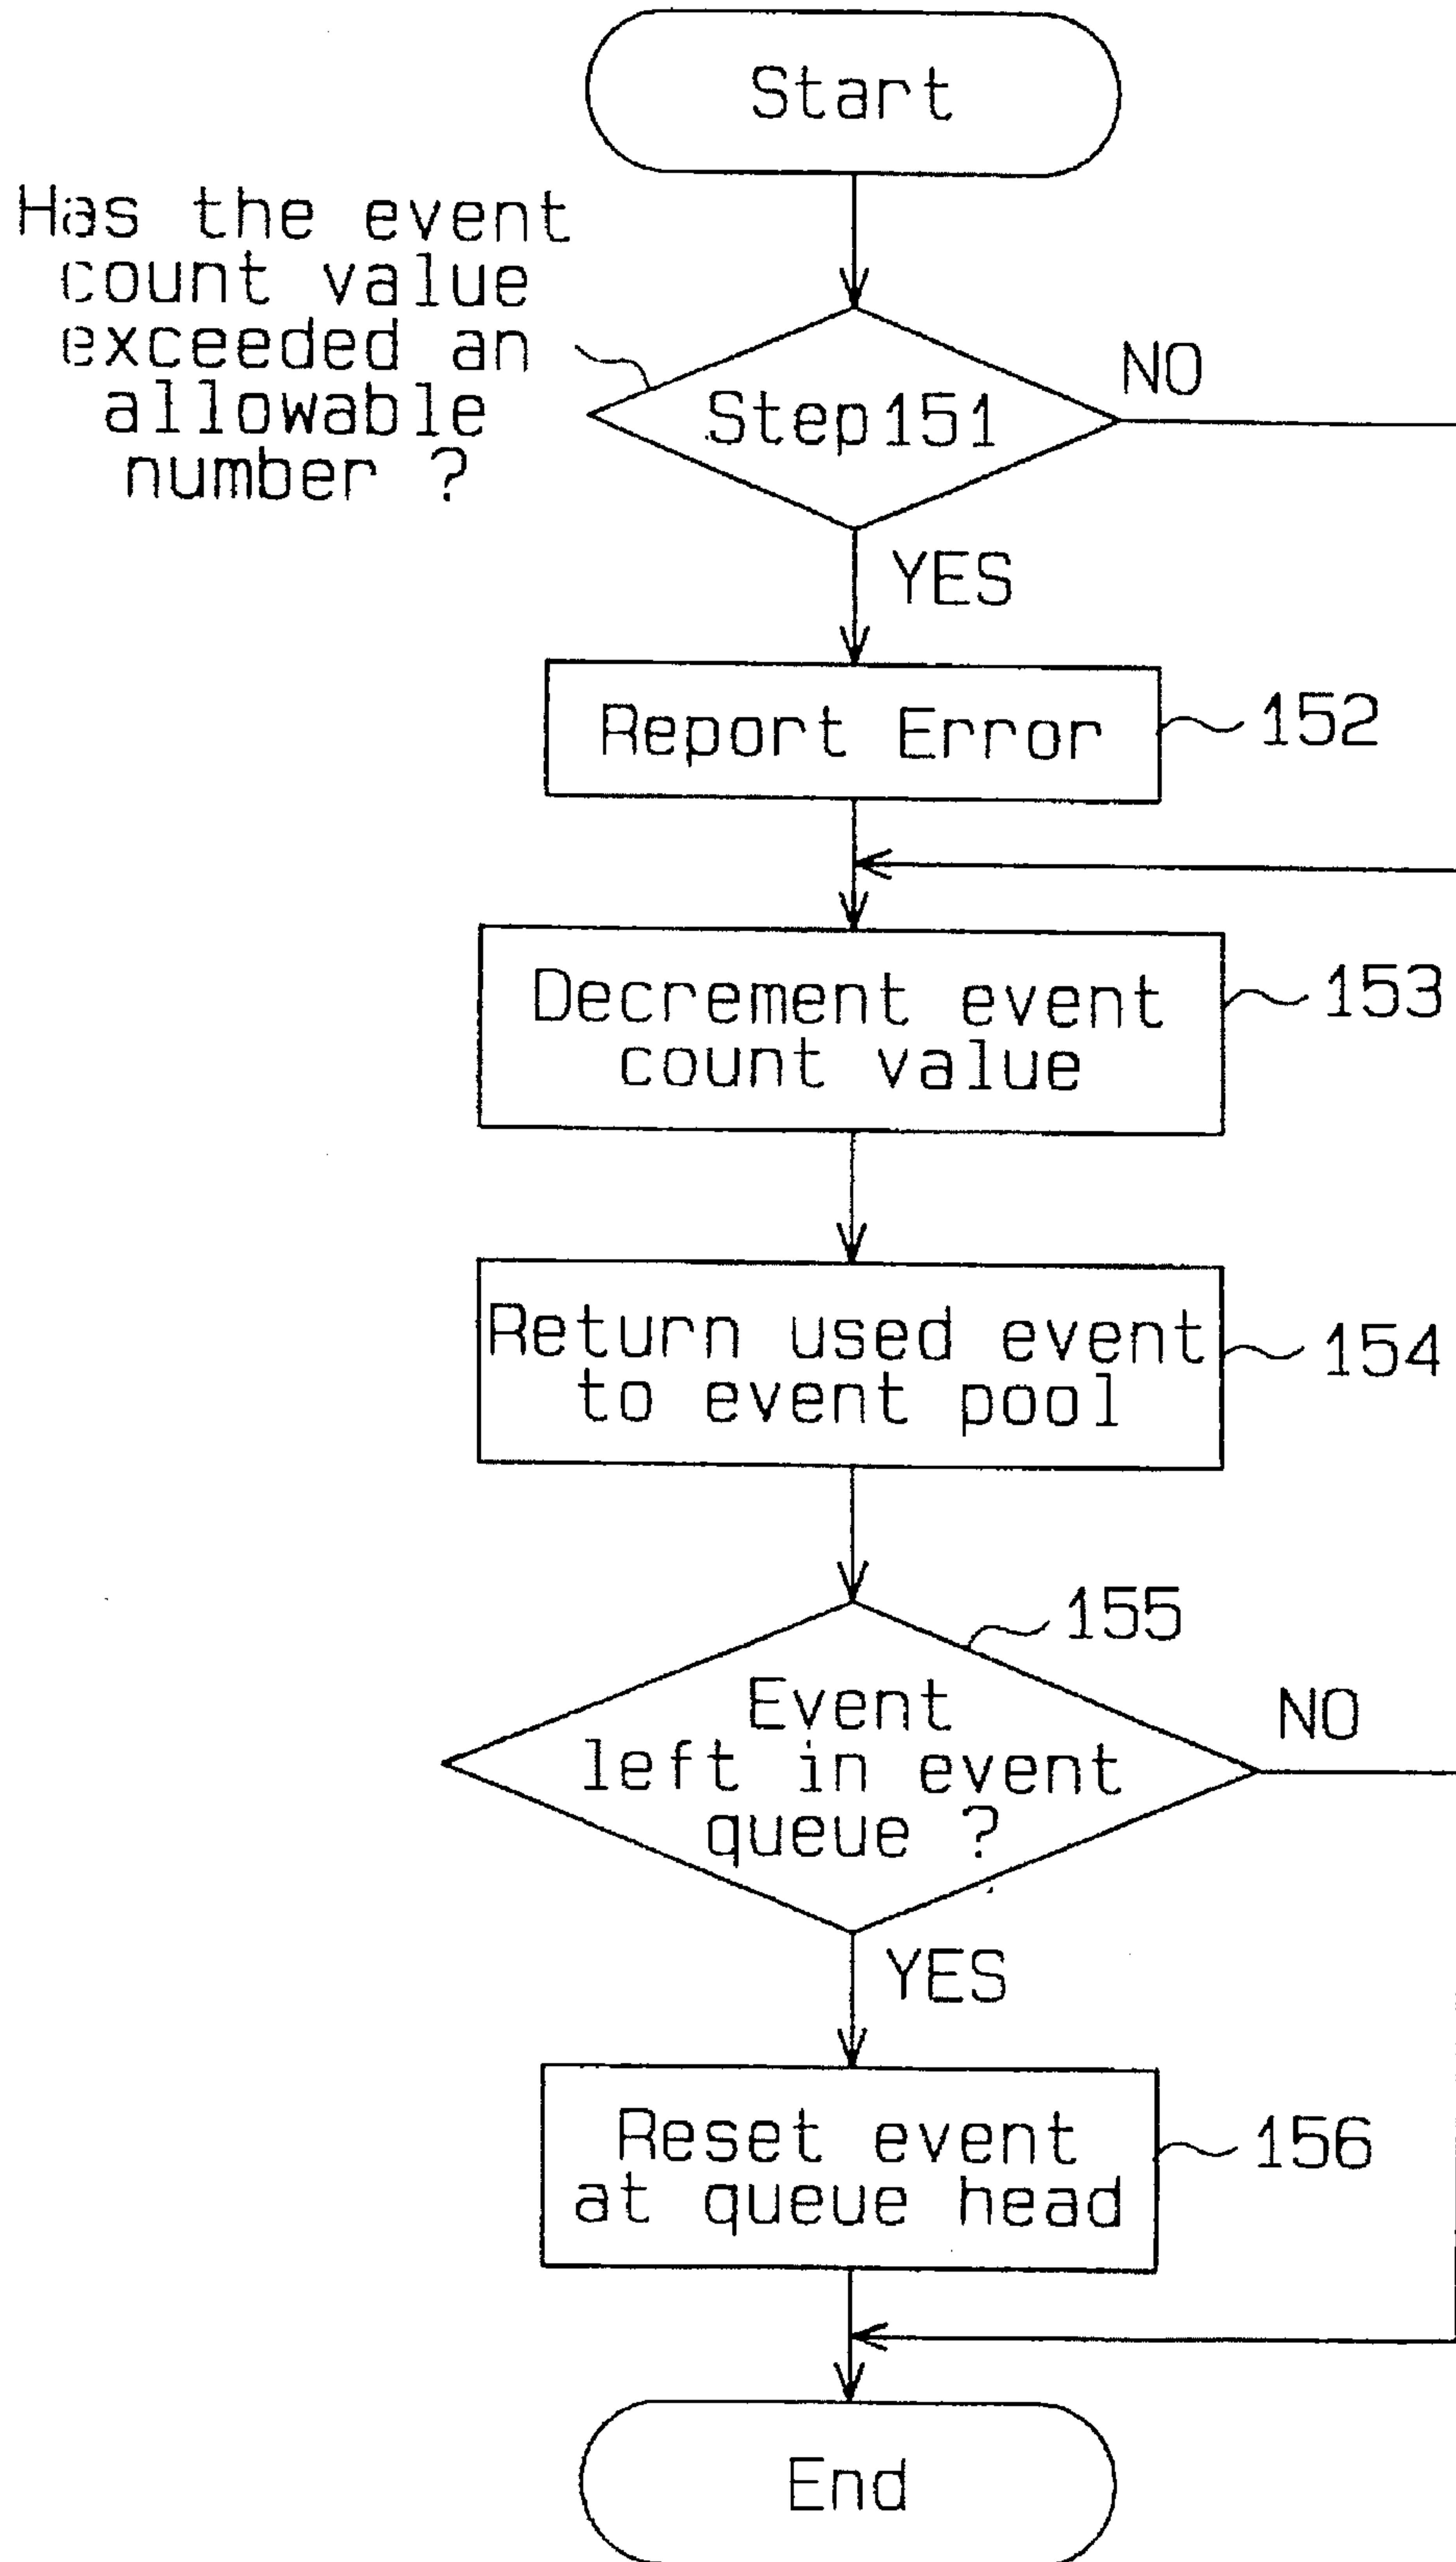 Start
Has the event
count value
exceeded an
allowable
number ?
Step151
NO
YES
Report Error
152
Decrement event
count value
153
Return used event
to event pool
154
155
Event
left in event
queue ?
NO
YES
Reset event
at queue head
156
End